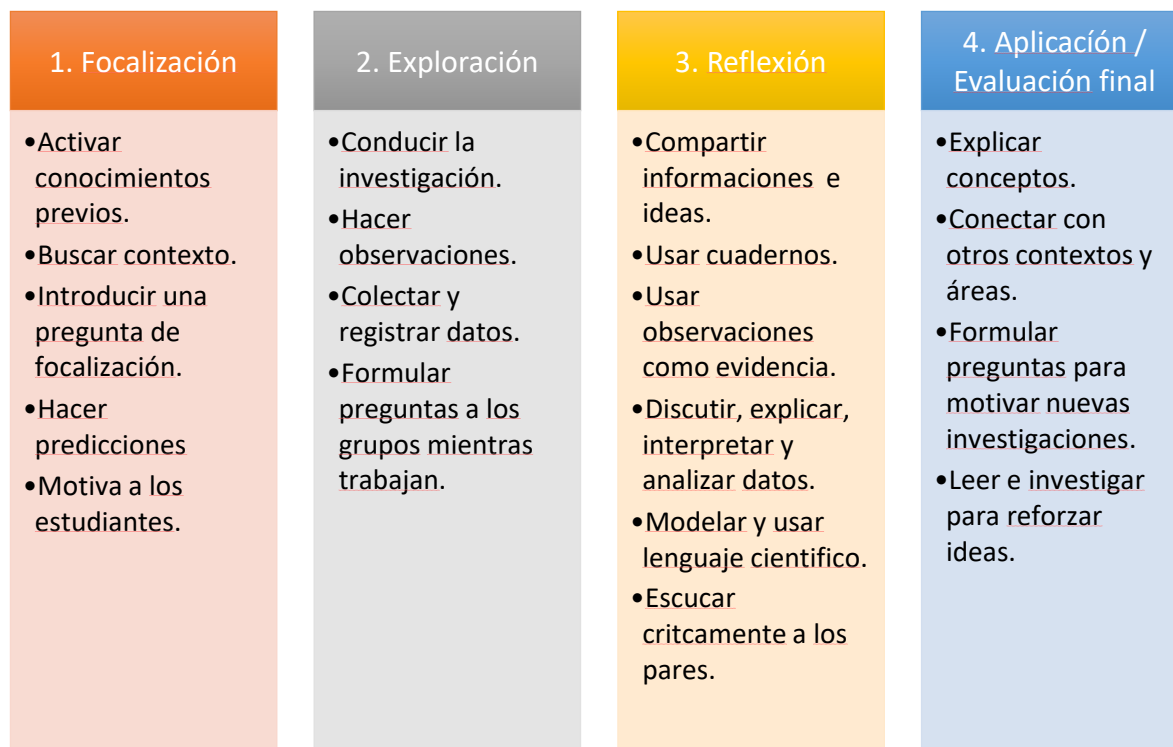 1. Focalización
•Activar
conocimientos
previos.
•Buscar contexto.
•Introducir una
pregunta de
focalización.
•Hacer
predicciones
•Motiva a los
estudiantes.
2. Exploración
•Conducir la
investigación.
•Hacer
observaciones.
•Colectar y
registrar datos.
•Formular
preguntas a los
grupos mientras
trabajan.
3. Reflexión
•Compartir
informaciones e
ideas.
•Usar cuadernos.
•Usar
observaciones
como evidencia.
•Discutir, explicar,
interpretar y
analizar datos.
•Modelar y usar
lenguaje cientifico.
•Escucar
critcamente a los
pares.
4. Aplicacíón /
Evaluación final
•Explicar
conceptos.
•Conectar con
otros contextos y
áreas.
•Formular
preguntas para
motivar nuevas
investigaciones.
•Leer e investigar
para reforzar
ideas.